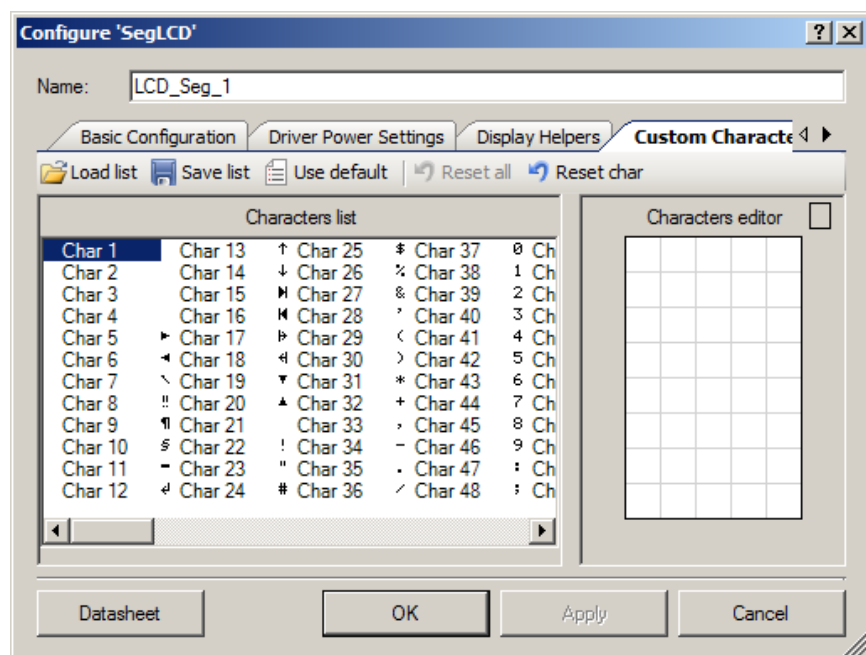 Configure 'SegLCD'
Name: LCD_Seg_1
Basic Configuration Driver Power Settings Display Helpers Custom Characte
Load list Save list Use default Reset all Reset char
Characters list Characters editor
Char 1 Char 13 ↑ Char 25 $ Char 37 0 Ch
Char 2 Char 14 ↓ Char 26 % Char 38 1 Ch
Char 3 Char 15 Char 27 & Char 39 2 Ch
Char 4 Char 16 Char 28 ' Char 40 3 Ch
Char 5 ► Char 17 Char 29 ( Char 41 4 Ch
Char 6 ◄ Char 18 Char 30 ) Char 42 5 Ch
Char 7 \ Char 19 ▼ Char 31 * Char 43 6 Ch
Char 8 ‼ Char 20 ▲ Char 32 + Char 44 7 Ch
Char 9 ¶ Char 21 Char 33 , Char 45 8 Ch
Char 10 § Char 22 ! Char 34 - Char 46 9 Ch
Char 11 - Char 23 " Char 35 . Char 47 : Ch
Char 12 ↲ Char 24 # Char 36 / Char 48 ; Ch
Datasheet OK Apply Cancel